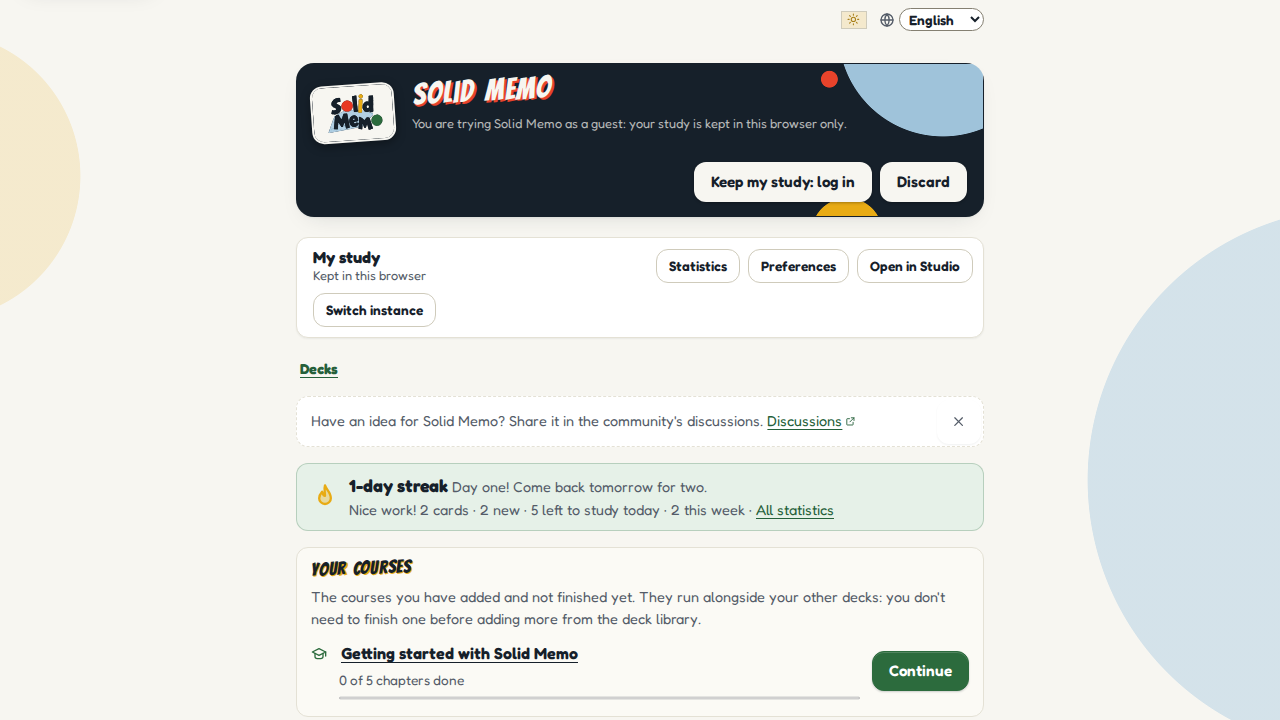 English
Solid Memo
SOLID MEMO
You are trying Solid Memo as a guest: your study is kept in this browser only.
Keep my study: log in
Discard
My study
Kept in this browser
Statistics
Preferences
Open in Studio
Switch instance
Decks
Have an idea for Solid Memo? Share it in the community's discussions. Discussions
1-day streak Day one! Come back tomorrow for two.
Nice work! 2 cards · 2 new · 5 left to study today · 2 this week · All statistics
YOUR COURSES
The courses you have added and not finished yet. They run alongside your other decks: you don't
need to finish one before adding more from the deck library.
Getting started with Solid Memo
0 of 5 chapters done
Continue